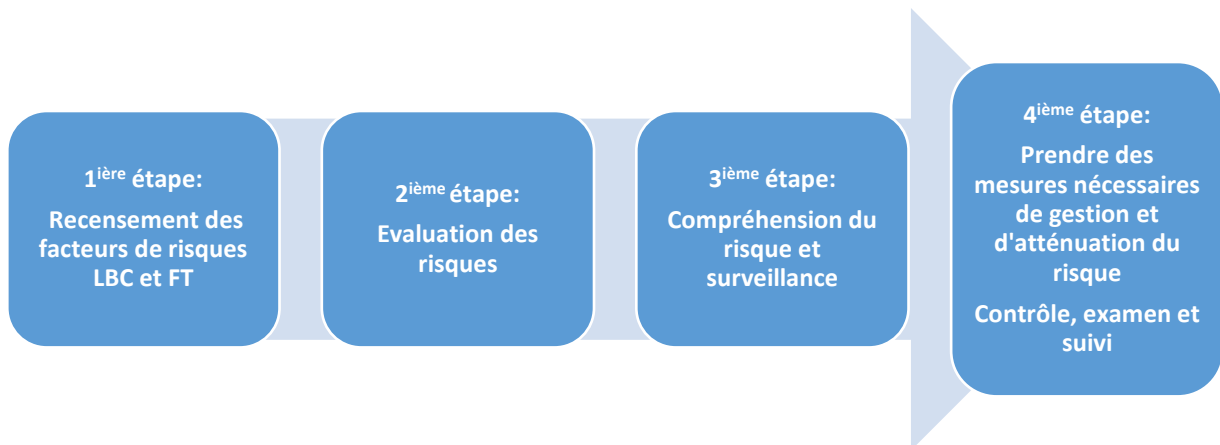 1ière étape:
Recensement des
facteurs de risques
LBC et FT
2ième étape:
Evaluation des
risques
3ième étape:
Compréhension du
risque et
surveillance
4ième étape:
Prendre des
mesures nécessaires
de gestion et
d'atténuation du
risque
Contrôle, examen et
suivi